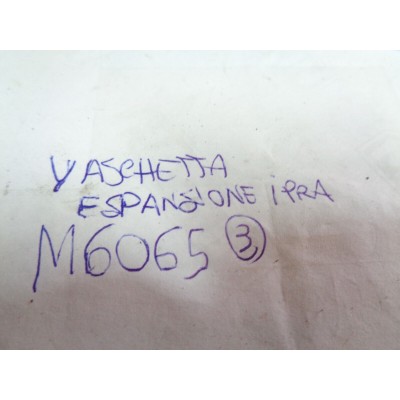 VASCHETTA
ESPANSIONE iPRA
M6065 3